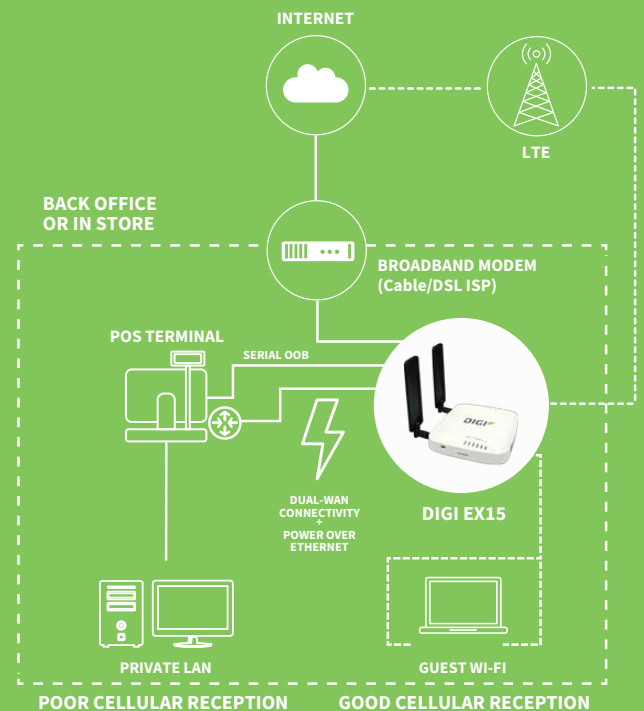 INTERNET
LTE
BACK OFFICE
OR IN STORE
BROADBAND MODEM
(Cable/DSL ISP)
POS TERMINAL
SERIAL OOB
DIGI
DUAL-WAN
CONNECTIVITY
+
POWER OVER
ETHERNET
DIGI EX15
PRIVATE LAN
GUEST WI-FI
POOR CELLULAR RECEPTION
GOOD CELLULAR RECEPTION